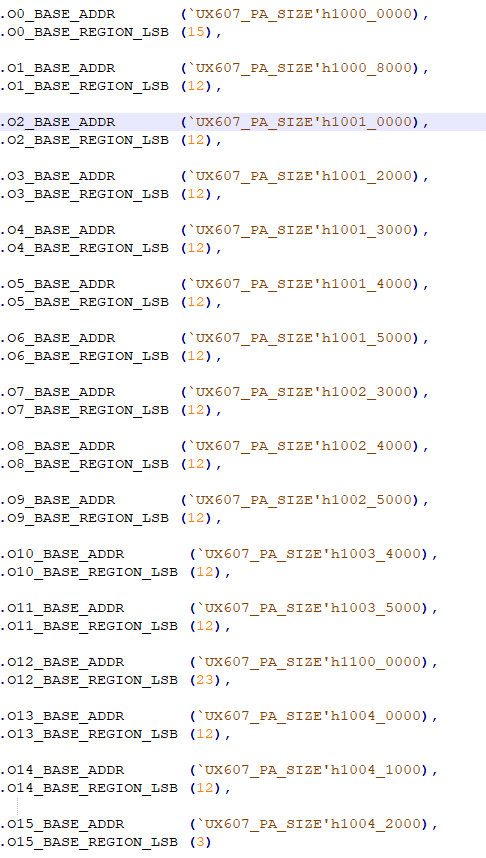 .O0_BASE_ADDR       (`UX607_PA_SIZE'h1000_0000),
.O0_BASE_REGION_LSB (15),
.O1_BASE_ADDR       (`UX607_PA_SIZE'h1000_8000),
.O1_BASE_REGION_LSB (12),
.O2_BASE_ADDR       (`UX607_PA_SIZE'h1001_0000),
.O2_BASE_REGION_LSB (12),
.O3_BASE_ADDR       (`UX607_PA_SIZE'h1001_2000),
.O3_BASE_REGION_LSB (12),
.O4_BASE_ADDR       (`UX607_PA_SIZE'h1001_3000),
.O4_BASE_REGION_LSB (12),
.O5_BASE_ADDR       (`UX607_PA_SIZE'h1001_4000),
.O5_BASE_REGION_LSB (12),
.O6_BASE_ADDR       (`UX607_PA_SIZE'h1001_5000),
.O6_BASE_REGION_LSB (12),
.O7_BASE_ADDR       (`UX607_PA_SIZE'h1002_3000),
.O7_BASE_REGION_LSB (12),
.O8_BASE_ADDR       (`UX607_PA_SIZE'h1002_4000),
.O8_BASE_REGION_LSB (12),
.O9_BASE_ADDR       (`UX607_PA_SIZE'h1002_5000),
.O9_BASE_REGION_LSB (12),
.O10_BASE_ADDR       (`UX607_PA_SIZE'h1003_4000),
.O10_BASE_REGION_LSB (12),
.O11_BASE_ADDR       (`UX607_PA_SIZE'h1003_5000),
.O11_BASE_REGION_LSB (12),
.O12_BASE_ADDR       (`UX607_PA_SIZE'h1100_0000),
.O12_BASE_REGION_LSB (23),
.O13_BASE_ADDR       (`UX607_PA_SIZE'h1004_0000),
.O13_BASE_REGION_LSB (12),
.O14_BASE_ADDR       (`UX607_PA_SIZE'h1004_1000),
.O14_BASE_REGION_LSB (12),
.O15_BASE_ADDR       (`UX607_PA_SIZE'h1004_2000),
.O15_BASE_REGION_LSB (3)